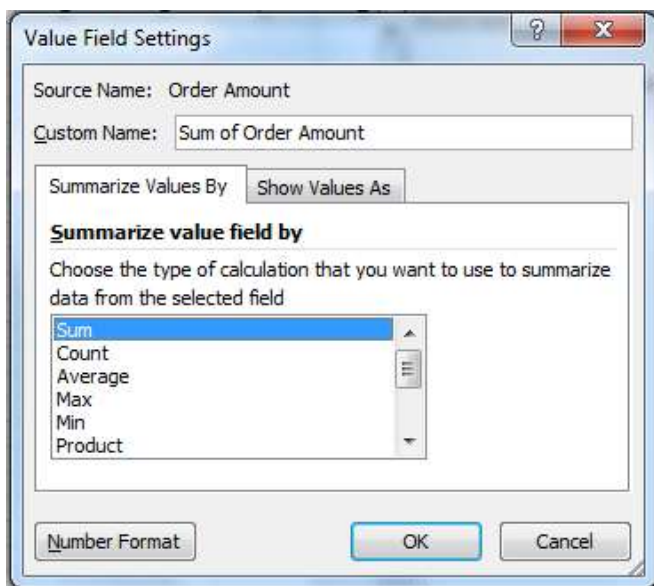 Value Field Settings
?
X
Source Name: Order Amount
Custom Name: Sum of Order Amount
Summarize Values By Show Values As
Summarize value field by
Choose the type of calculation that you want to use to summarize
data from the selected field
Sum
Count
Average
Max
Min
Product
Number Format OK Cancel